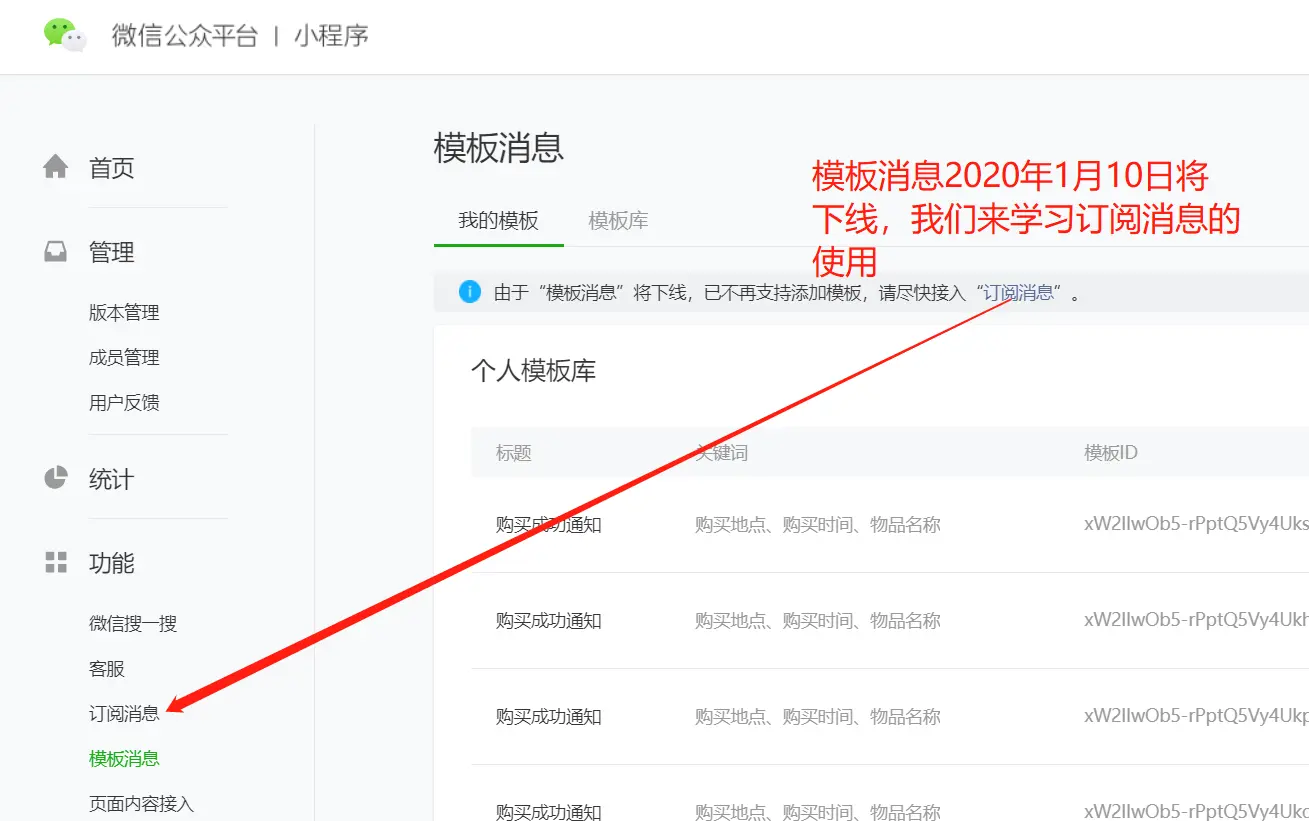 微信公众平台 | 小程序
首页
管理
版本管理
成员管理
用户反馈
统计
功能
微信搜一搜
客服
订阅消息
模板消息
页面内容接入
模板消息
模板消息2020年1月10日将
下线，我们来学习订阅消息的
使用
我的模板 模板库
由于“模板消息”将下线，已不再支持添加模板，请尽快接入“订阅消息”。
个人模板库
标题 关键词 模板ID
购买成功通知 购买地点、购买时间、物品名称 xW2IIwOb5-rPptQ5Vy4Uks
购买成功通知 购买地点、购买时间、物品名称 xW2IIwOb5-rPptQ5Vy4Ukh
购买成功通知 购买地点、购买时间、物品名称 xW2IIwOb5-rPptQ5Vy4Ukp
购买成功通知 购买地点、购买时间、物品名称